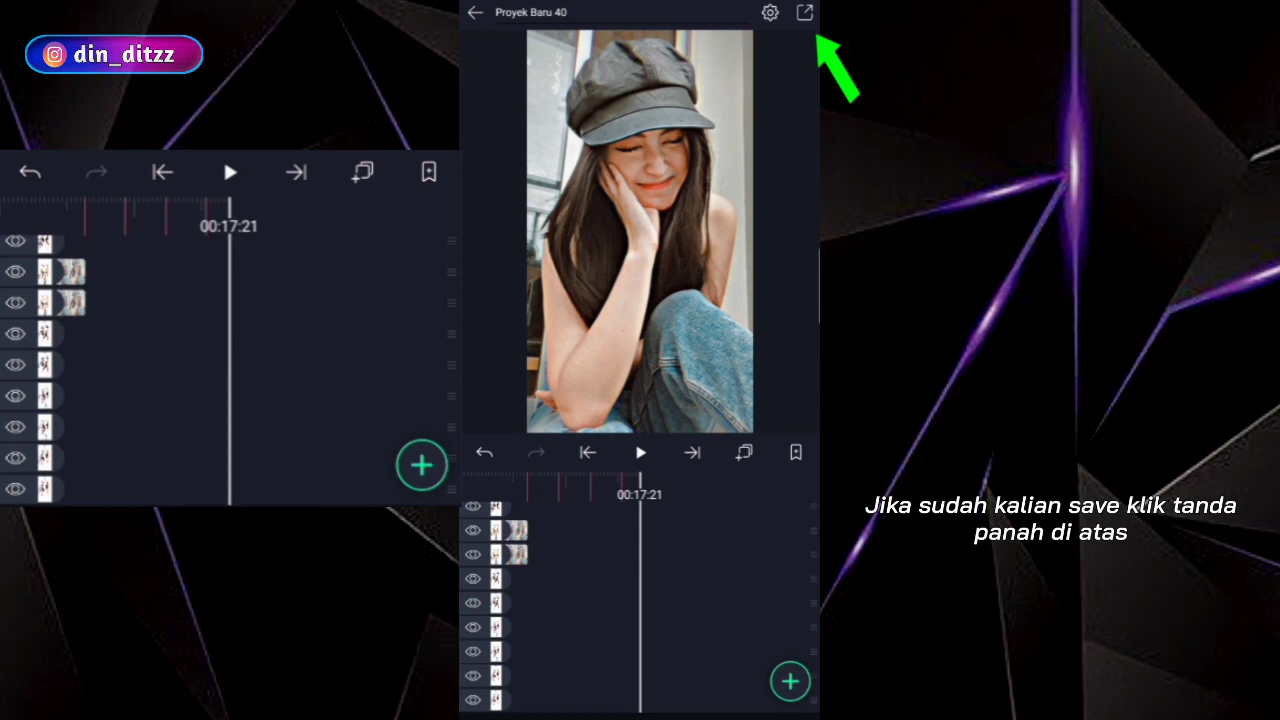 din_ditzz
Proyek Baru 40
00:17:21
00:17:21
Jika sudah kalian save klik tanda
panah di atas